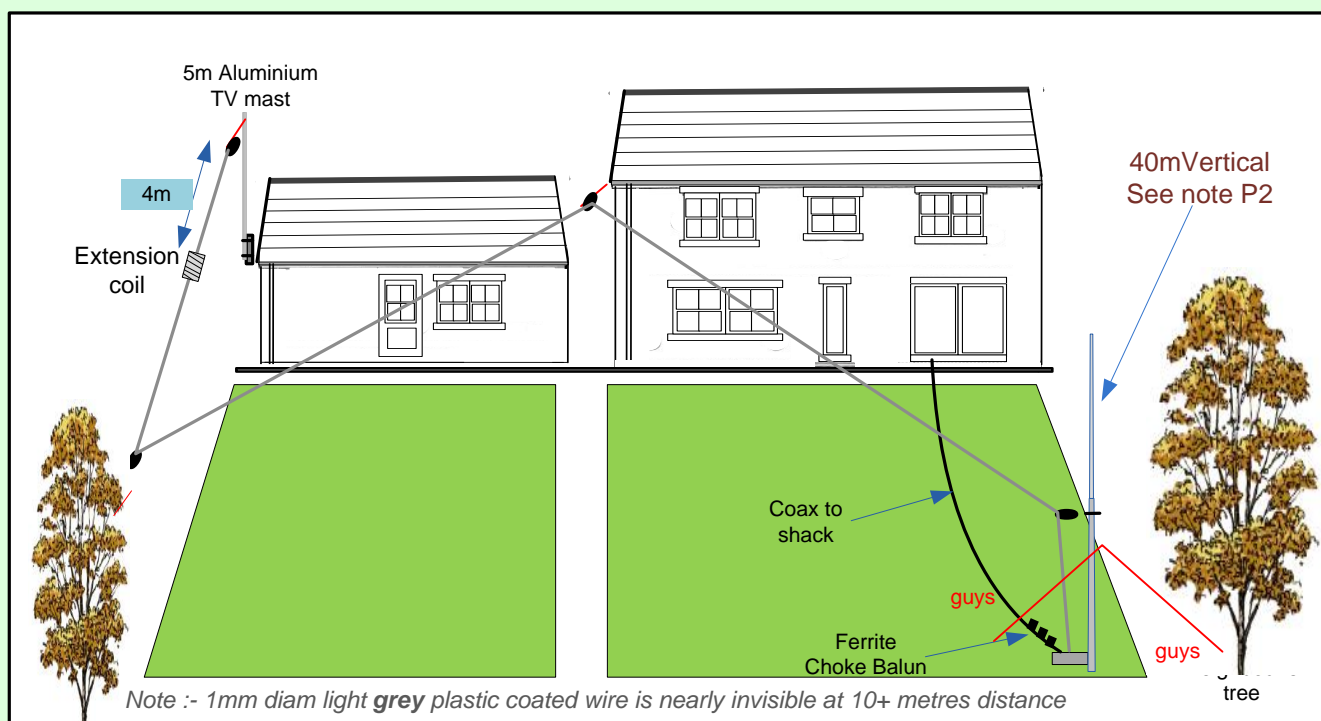 5m Aluminium
TV mast
4m
Extension
coil
40mVertical
See note P2
Coax to
shack
guys
Ferrite
Choke Balun
guys
tree
Note :- 1mm diam light grey plastic coated wire is nearly invisible at 10+ metres distance